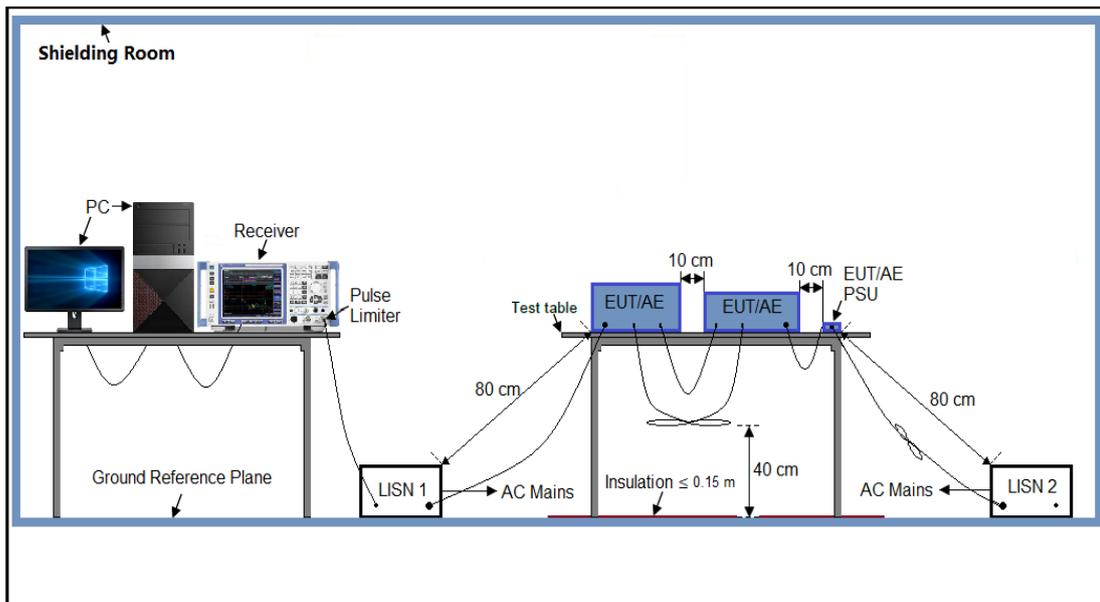 Shielding Room
PC
Receiver
Pulse
Limiter
10 cm
10 cm
EUT/AE
PSU
Test table
EUT/AE
EUT/AE
80 cm
80 cm
40 cm
Ground Reference Plane
Insulation ≤ 0.15 m
LISN 1
AC Mains
AC Mains
LISN 2